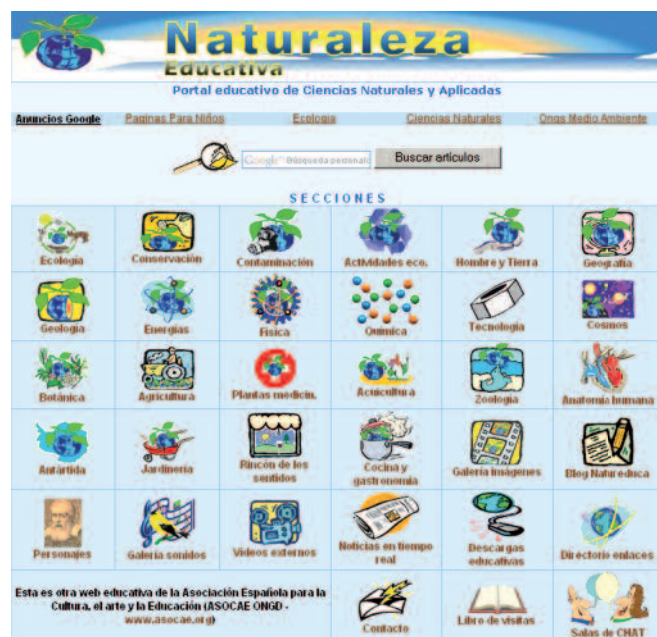 Naturaleza
Educativa
Portal educativo de Ciencias Naturales y Aplicadas
Anuncios Google Paginas Para Niños Ecologia Ciencias Naturales Ongs Medio Ambiente
Google Búsqueda Buscar artículos
SECCIONES
Ecología Conservación Contaminación Actividades eco. Hombre y Tierra Geografía
Geología Energías Física Química Tecnología Cosmos
Botánica Agricultura Plantas medicin. Acuicultura Zoología Anatomía humana
Antártida Jardinería Rincón de los sentidos Cocina y gastronomía Galería imágenes Blog Natureduca
Personajes Galería sonidos Videos externos Noticias en tiempo real Descargas educativas Directorio enlaces
Esta es otra web educativa de la Asociación Española para la
Cultura, el arte y la Educación (ASOCAE ONGD -
www.asocae.org)
Contacto Libro de visitas Salas de CHAT